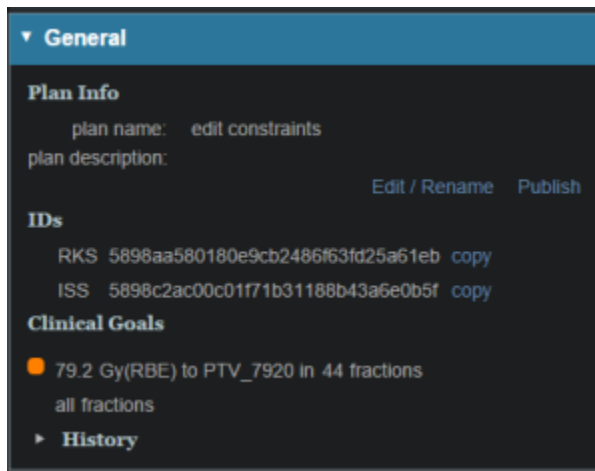 General
Plan Info
plan name: edit constraints
plan description:
Edit / Rename Publish
IDs
RKS 5898aa580180e9cb2486f63fd25a61eb copy
ISS 5898c2ac00c01f71b31188b43a6e0b5f copy
Clinical Goals
79.2 Gy(RBE) to PTV_7920 in 44 fractions
all fractions
History